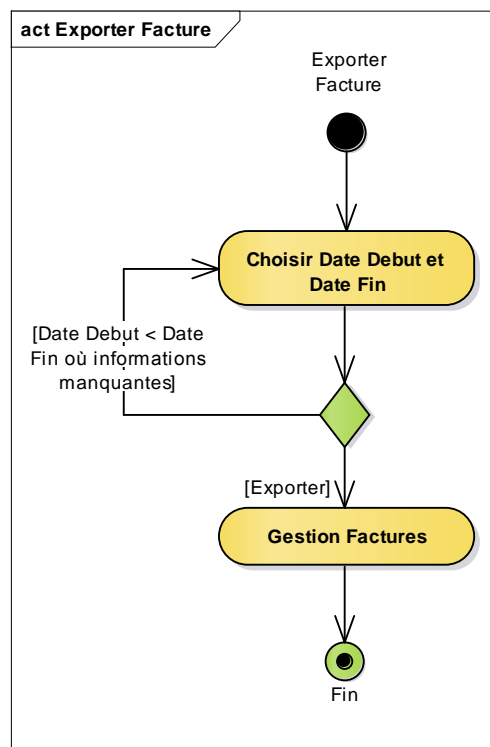 act Exporter Facture
Exporter
Facture
Choisir Date Debut et
Date Fin
[Date Debut < Date
Fin où informations
manquantes]
[Exporter]
Gestion Factures
Fin